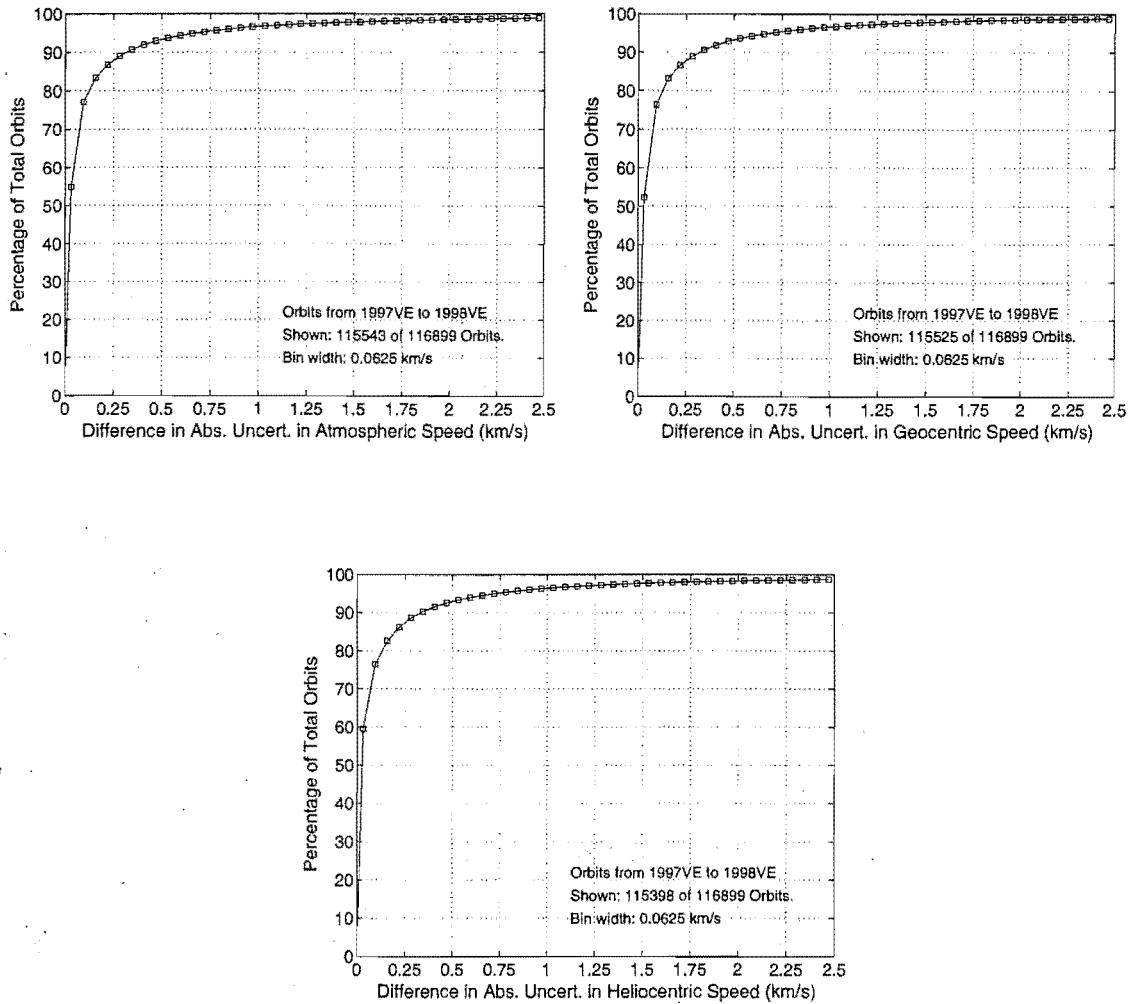 100
90
80
70
60
50
40
30
20
10
0
Percentage of Total Orbits
Orbits from 1997VE to 1998VE
Shown: 115543 of 116899 Orbits.
Bin width: 0.0625 km/s
0 0.25 0.5 0.75 1 1.25 1.5 1.75 2 2.25 2.5
Difference in Abs. Uncert. in Atmospheric Speed (km/s)
100
90
80
70
60
50
40
30
20
10
0
Percentage of Total Orbits
Orbits from 1997VE to 1998VE
Shown: 115525 of 116899 Orbits.
Bin width: 0.0625 km/s
0 0.25 0.5 0.75 1 1.25 1.5 1.75 2 2.25 2.5
Difference in Abs. Uncert. in Geocentric Speed (km/s)
100
90
80
70
60
50
40
30
20
10
0
Percentage of Total Orbits
Orbits from 1997VE to 1998VE
Shown: 115398 of 116899 Orbits.
Bin width: 0.0625 km/s
0 0.25 0.5 0.75 1 1.25 1.5 1.75 2 2.25 2.5
Difference in Abs. Uncert. in Heliocentric Speed (km/s)